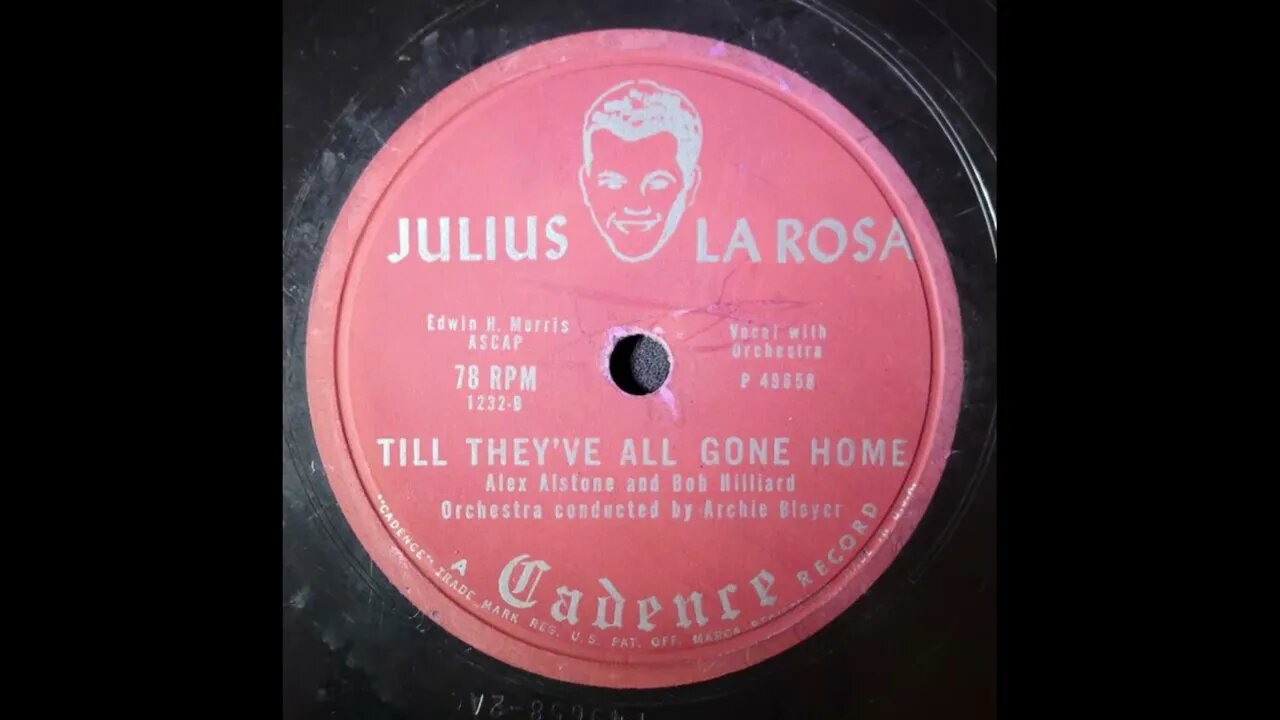 JULIUS LA ROSA
Edwin H. Morris
ASCAP
78 RPM
1232-B
Vocal with
Orchestra
P 49658
TILL THEY'VE ALL GONE HOME
Alex Alstone and Bob Hilliard
Orchestra conducted by Archie Bleyer
A Cadence RECORD
"CADENCE" TRADE MARK REG. U.S. PAT. OFF. MARCA